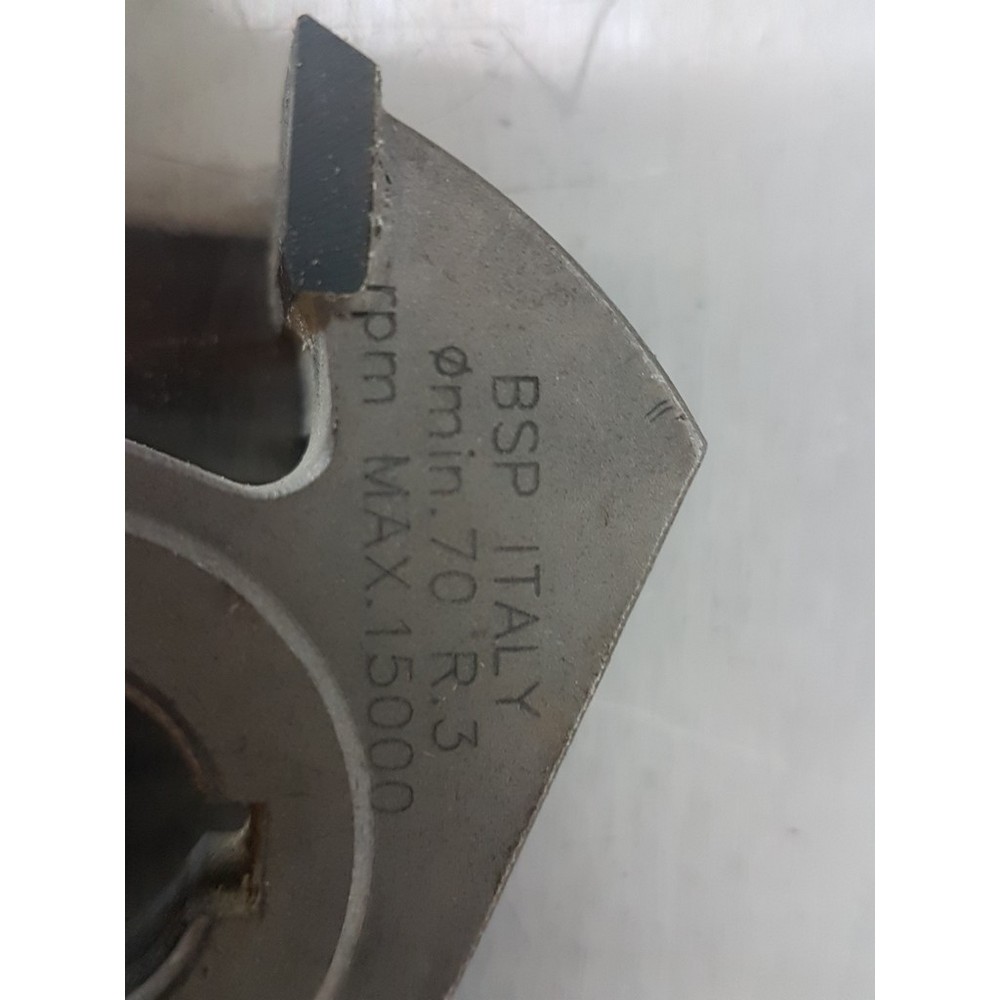 BSP ITALY
ømin.70 R.3
rpm MAX.15000